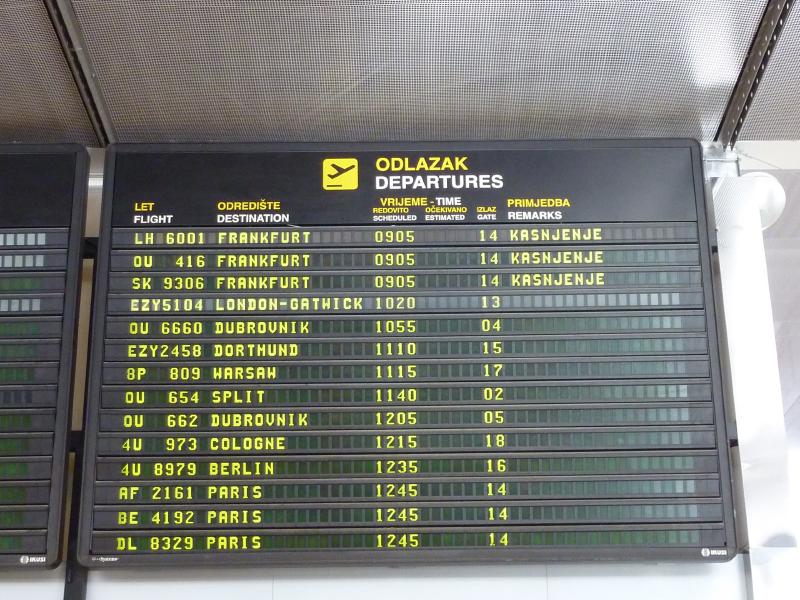 ODLAZAK
DEPARTURES
LET ODREDIŠTE VRIJEME - TIME PRIMJEDBA
REDOVITO OČEKIVANO IZLAZ
FLIGHT DESTINATION SCHEDULED ESTIMATED GATE REMARKS
LH 6001 FRANKFURT 0905 14 KASNJENJE
OU 416 FRANKFURT 0905 14 KASNJENJE
SK 9306 FRANKFURT 0905 14 KASNJENJE
EZY5104 LONDON-GATWICK 1020 13
OU 6660 DUBROVNIK 1055 04
EZY2458 DORTMUND 1110 15
8P 809 WARSAW 1115 17
OU 654 SPLIT 1140 02
OU 662 DUBROVNIK 1205 05
4U 973 COLOGNE 1215 18
4U 8979 BERLIN 1235 16
AF 2161 PARIS 1245 14
BE 4192 PARIS 1245 14
DL 8329 PARIS 1245 14
IKUSI IKUSI